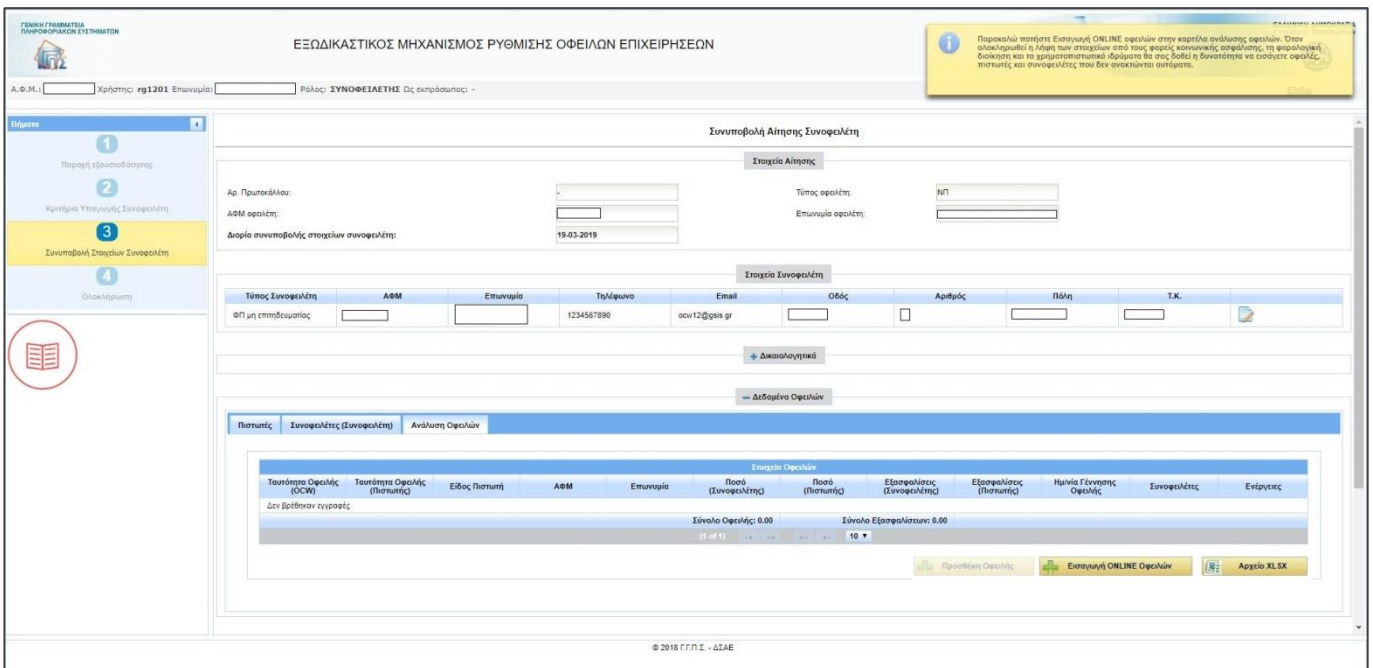 ΓΕΝΙΚΗ ΓΡΑΜΜΑΤΕΙΑ
ΠΛΗΡΟΦΟΡΙΑΚΩΝ ΣΥΣΤΗΜΑΤΩΝ
ΕΞΩΔΙΚΑΣΤΙΚΟΣ ΜΗΧΑΝΙΣΜΟΣ ΡΥΘΜΙΣΗΣ ΟΦΕΙΛΩΝ ΕΠΙΧΕΙΡΗΣΕΩΝ
Παρακαλώ πατήστε Εισαγωγή ONLINE οφειλών στην καρτέλα ανάλυσης οφειλών. Όταν
ολοκληρωθεί η λήψη των στοιχείων από τους φορείς κοινωνικής ασφάλισης, τη φορολογική
διοίκηση και τα χρηματοπιστωτικά ιδρύματα θα σας δοθεί η δυνατότητα να εισάγετε οφειλές,
πιστωτές και συνοφειλέτες που δεν ανακτώνται αυτόματα.
Α.Φ.Μ.: Χρήστης: rg1201 Επωνυμία: Ρόλος: ΣΥΝΟΦΕΙΛΕΤΗΣ Ως εκπρόσωπος: -
Έξοδος
Βήματα
1
Παροχή εξουσιοδότησης
2
Κριτήρια Υπαγωγής Συνοφειλέτη
3
Συνυποβολή Στοιχείων Συνοφειλέτη
4
Ολοκλήρωση
Συνυποβολή Αίτησης Συνοφειλέτη
Στοιχεία Αίτησης
Αρ. Πρωτοκόλλου: - Τύπος οφειλέτη: ΝΠ
ΑΦΜ οφειλέτη: Επωνυμία οφειλέτη:
Διορία συνυποβολής στοιχείων συνοφειλέτη: 19-03-2019
Στοιχεία Συνοφειλέτη
Τύπος Συνοφειλέτη ΑΦΜ Επωνυμία Τηλέφωνο Email Οδός Αριθμός Πόλη Τ.Κ.
ΦΠ μη επιτηδευματίας 1234567890 ocw12@gsis.gr
Δικαιολογητικά
Δεδομένα Οφειλών
Πιστωτές Συνοφειλέτες (Συνοφειλέτη) Ανάλυση Οφειλών
Στοιχεία Οφειλών
Ταυτότητα Οφειλής (OCW) Ταυτότητα Οφειλής (Πιστωτής) Είδος Πιστωτή ΑΦΜ Επωνυμία Ποσό (Συνοφειλέτης) Ποσό (Πιστωτής) Εξασφαλίσεις (Συνοφειλέτης) Εξασφαλίσεις (Πιστωτής) Ημ/νία Γέννησης Οφειλής Συνοφειλέτες Ενέργειες
Δεν βρέθηκαν εγγραφές
Σύνολο Οφειλής: 0.00 Σύνολο Εξασφαλίσεων: 0.00
(1 of 1) 10
Προσθήκη Οφειλής Εισαγωγή ONLINE Οφειλών Αρχείο XLSX
© 2018 Γ.Γ.Π.Σ. - ΔΣΑΕ